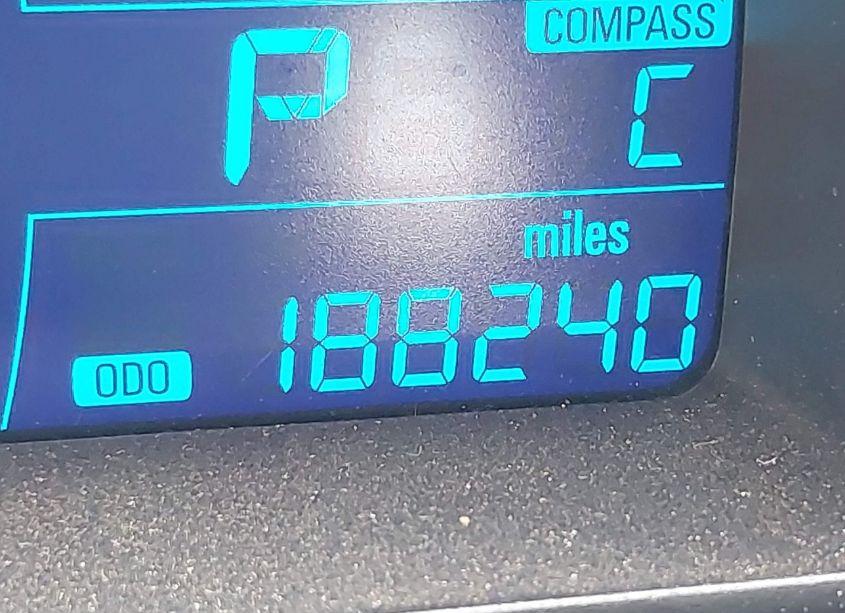 COMPASS
P C
miles
ODO 188240